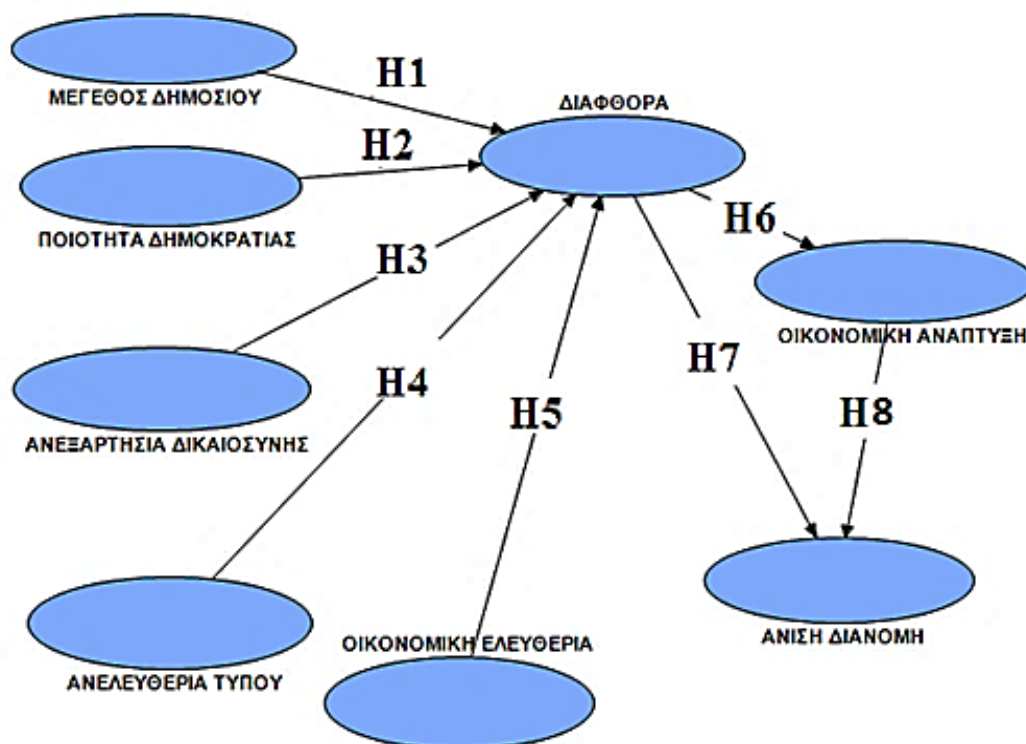 ΜΕΓΕΘΟΣ ΔΗΜΟΣΙΟΥ
H1
ΔΙΑΦΘΟΡΑ
H2
ΠΟΙΟΤΗΤΑ ΔΗΜΟΚΡΑΤΙΑΣ
H6
H3
ΟΙΚΟΝΟΜΙΚΗ ΑΝΑΠΤΥΞΗ
H7
H4
H5
H8
ΑΝΕΞΑΡΤΗΣΙΑ ΔΙΚΑΙΟΣΥΝΗΣ
ΟΙΚΟΝΟΜΙΚΗ ΕΛΕΥΘΕΡΙΑ
ΑΝΙΣΗ ΔΙΑΝΟΜΗ
ΑΝΕΛΕΥΘΕΡΙΑ ΤΥΠΟΥ